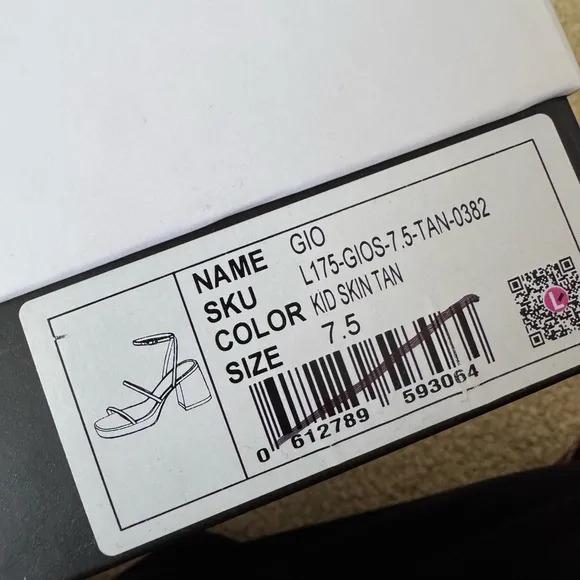 NAME GIO
SKU L175-GIOS-7.5-TAN-0382
COLOR KID SKIN TAN
SIZE 7.5
0 612789 593064
L